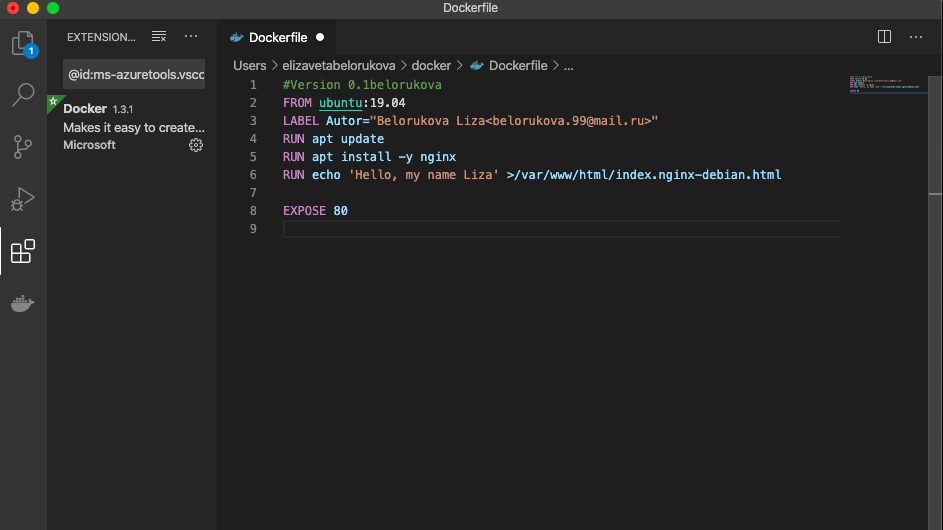 Dockerfile
1
EXTENSION...
Dockerfile
@id:ms-azuretools.vscc
Docker 1.3.1
Makes it easy to create...
Microsoft
Users > elizavetabelorukova > docker > Dockerfile > ...
1 #Version 0.1belorukova
2 FROM ubuntu:19.04
3 LABEL Autor="Belorukova Liza<belorukova.99@mail.ru>"
4 RUN apt update
5 RUN apt install -y nginx
6 RUN echo 'Hello, my name Liza' >/var/www/html/index.nginx-debian.html
7
8 EXPOSE 80
9